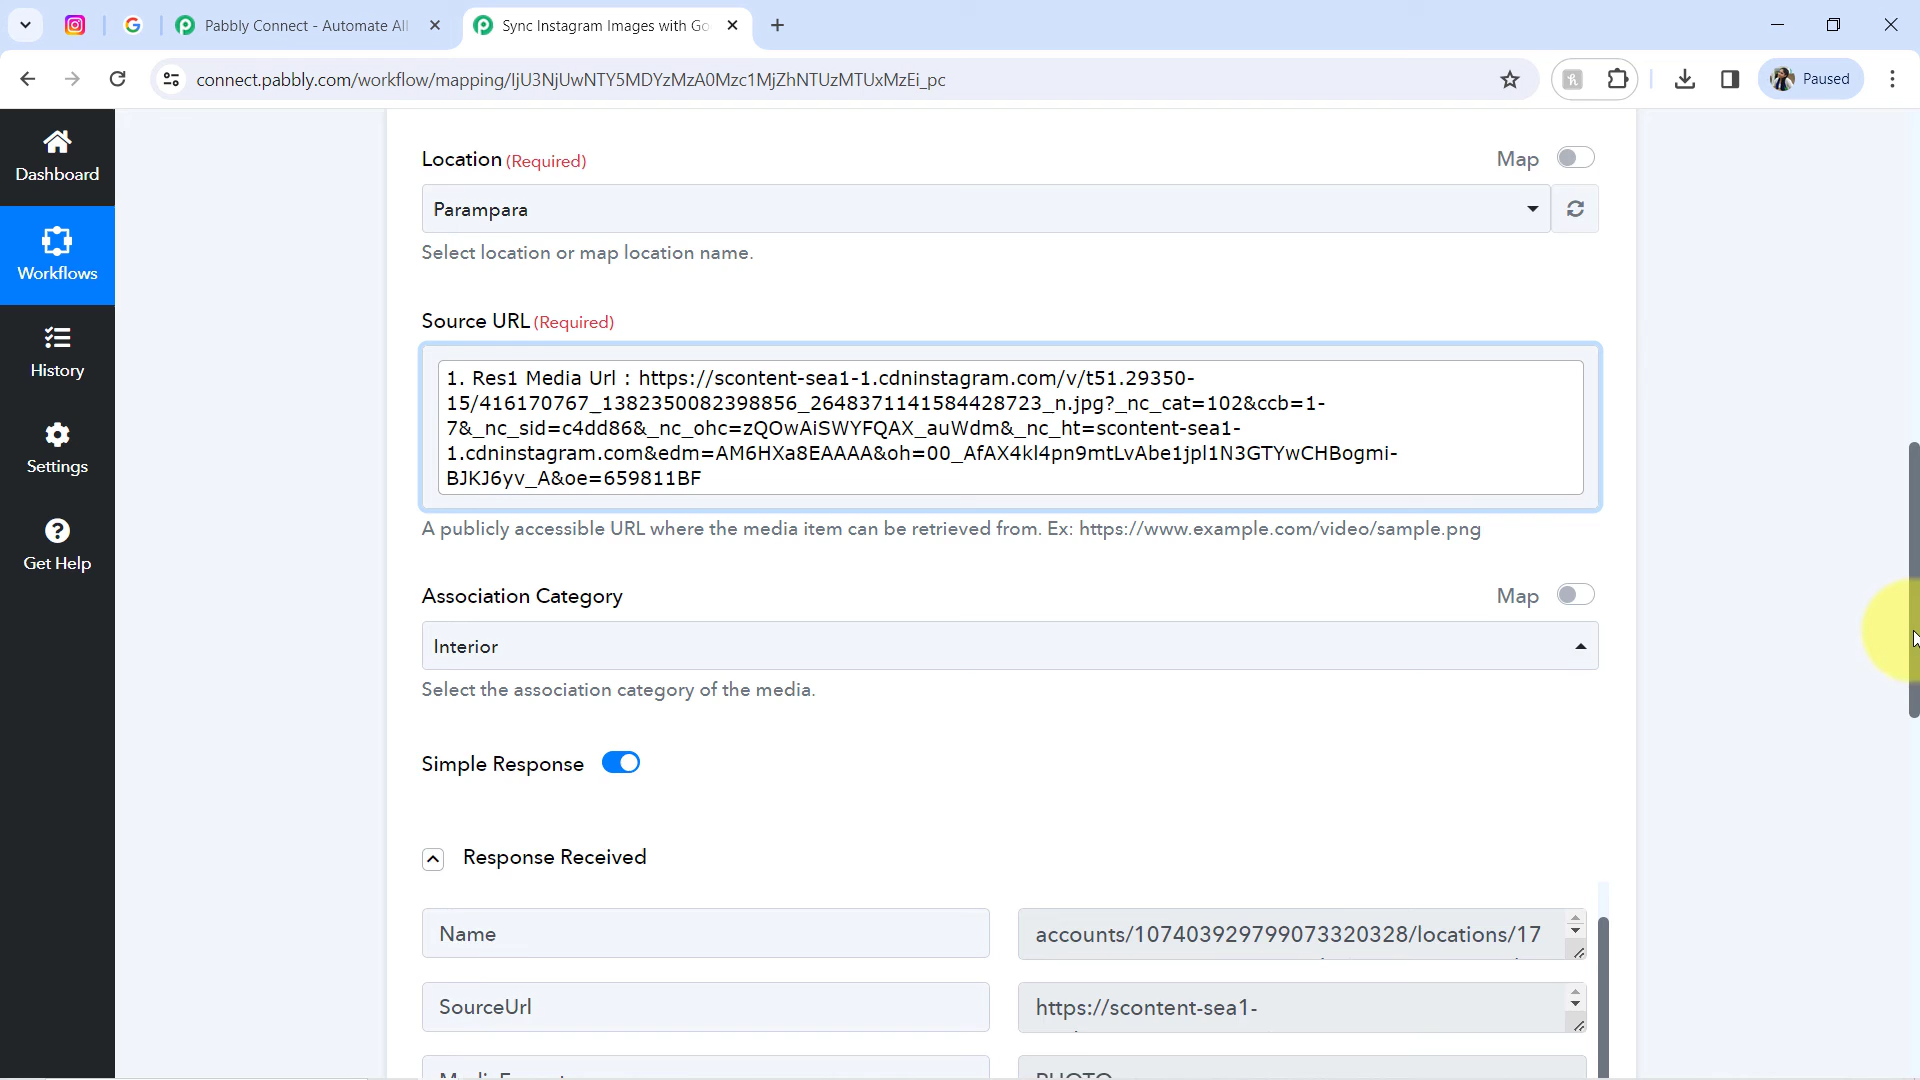 Pabbly Connect - Automate All
Sync Instagram Images with Go
connect.pabbly.com/workflow/mapping/IjU3NjUwNTY5MDYzMzA0Mzc1MjZhNTUzMTUxMzEi_pc
Paused
Dashboard
Workflows
History
Settings
Get Help
Location (Required)
Map
Parampara
Select location or map location name.
Source URL (Required)
1. Res1 Media Url : https://scontent-sea1-1.cdninstagram.com/v/t51.29350-
15/416170767_1382350082398856_2648371141584428723_n.jpg?_nc_cat=102&ccb=1-
7&_nc_sid=c4dd86&_nc_ohc=zQOwAiSWYFQAX_auWdm&_nc_ht=scontent-sea1-
1.cdninstagram.com&edm=AM6HXa8EAAAA&oh=00_AfAX4kl4pn9mtLvAbe1jpl1N3GTYwCHBogmi-
BJKJ6yv_A&oe=659811BF
A publicly accessible URL where the media item can be retrieved from. Ex: https://www.example.com/video/sample.png
Association Category
Map
Interior
Select the association category of the media.
Simple Response
Response Received
Name
accounts/107403929799073320328/locations/17
SourceUrl
https://scontent-sea1-
PHOTO